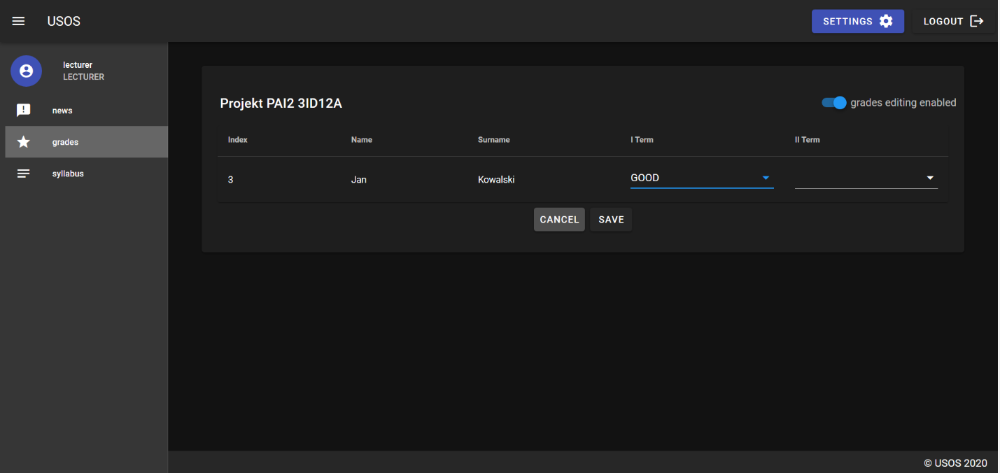 USOS
SETTINGS
LOGOUT
lecturer
LECTURER
news
grades
syllabus
Projekt PAI2 3ID12A
grades editing enabled
Index Name Surname I Term II Term
3 Jan Kowalski GOOD
CANCEL SAVE
© USOS 2020